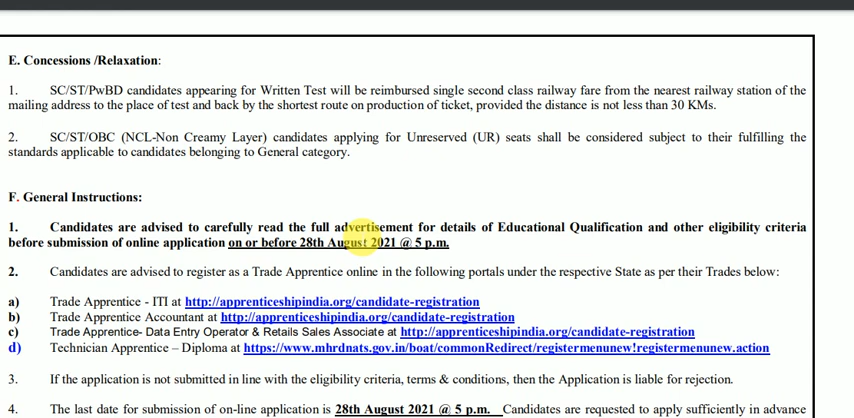 E. Concessions /Relaxation:
1. SC/ST/PwBD candidates appearing for Written Test will be reimbursed single second class railway fare from the nearest railway station of the
mailing address to the place of test and back by the shortest route on production of ticket, provided the distance is not less than 30 KMs.
2. SC/ST/OBC (NCL-Non Creamy Layer) candidates applying for Unreserved (UR) seats shall be considered subject to their fulfilling the
standards applicable to candidates belonging to General category.
F. General Instructions:
1. Candidates are advised to carefully read the full advertisement for details of Educational Qualification and other eligibility criteria
before submission of online application on or before 28th August 2021 @ 5 p.m.
2. Candidates are advised to register as a Trade Apprentice online in the following portals under the respective State as per their Trades below:
a) Trade Apprentice - ITI at http://apprenticeshipindia.org/candidate-registration
b) Trade Apprentice Accountant at http://apprenticeshipindia.org/candidate-registration
c) Trade Apprentice- Data Entry Operator & Retails Sales Associate at http://apprenticeshipindia.org/candidate-registration
d) Technician Apprentice – Diploma at https://www.mhrdnats.gov.in/boat/commonRedirect/registermenunew!registermenunew.action
3. If the application is not submitted in line with the eligibility criteria, terms & conditions, then the Application is liable for rejection.
4. The last date for submission of on-line application is 28th August 2021 @ 5 p.m. Candidates are requested to apply sufficiently in advance